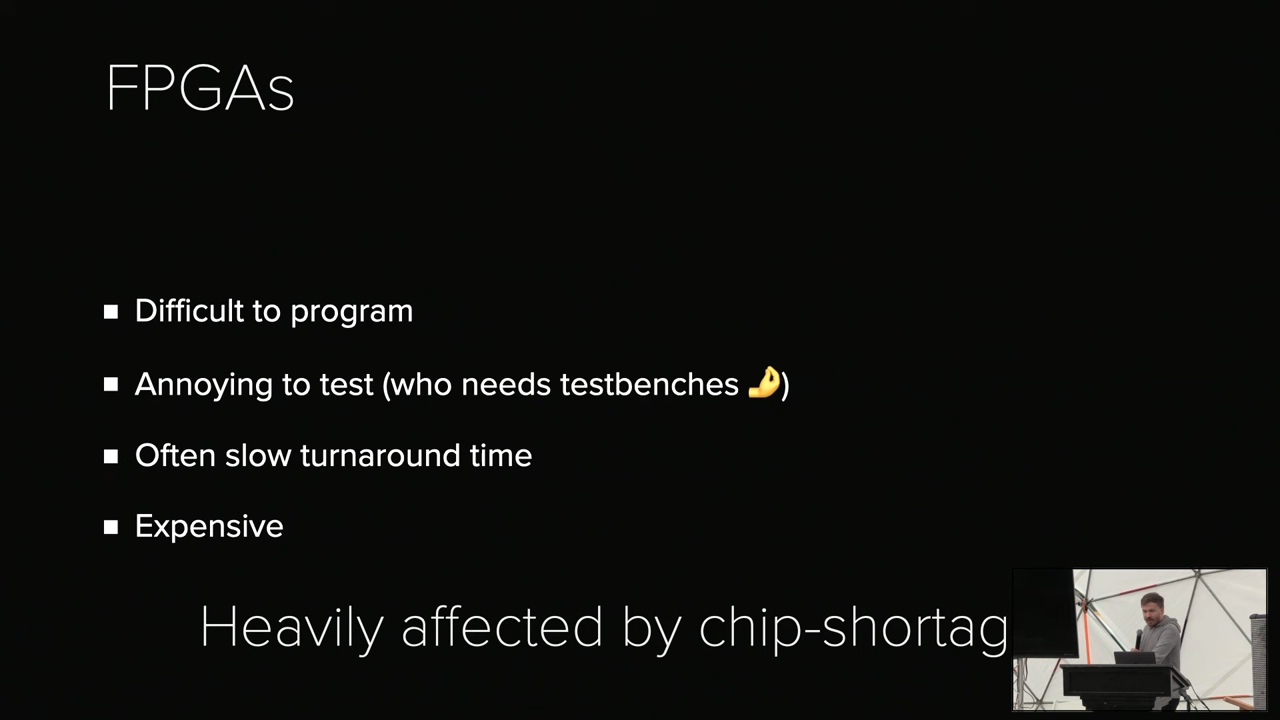 FPGAs
■ Difficult to program
■ Annoying to test (who needs testbenches 🤌)
■ Often slow turnaround time
■ Expensive
Heavily affected by chip-shortag